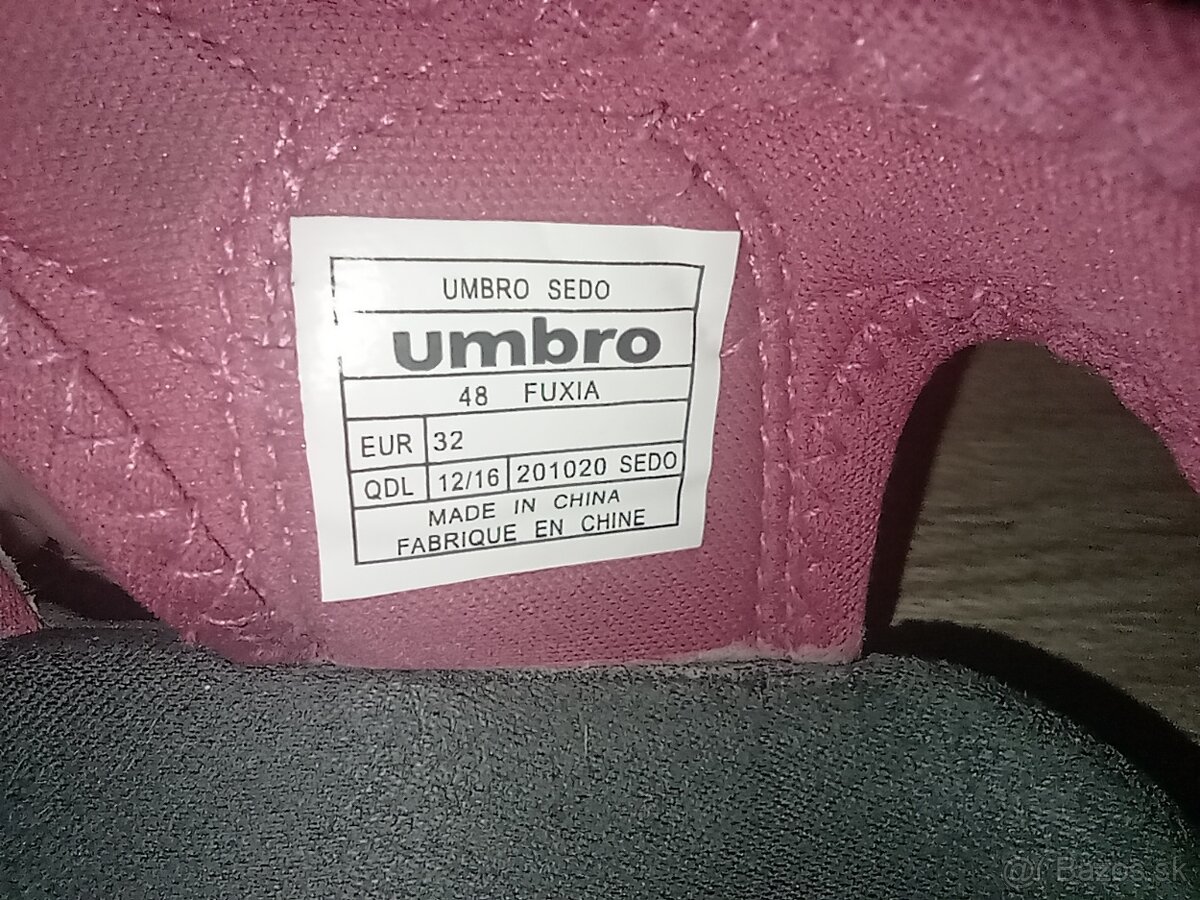 UMBRO SEDO
umbro
48 FUXIA
EUR 32
QDL 12/16 201020 SEDO
MADE IN CHINA
FABRIQUE EN CHINE
@r Bazos.sk